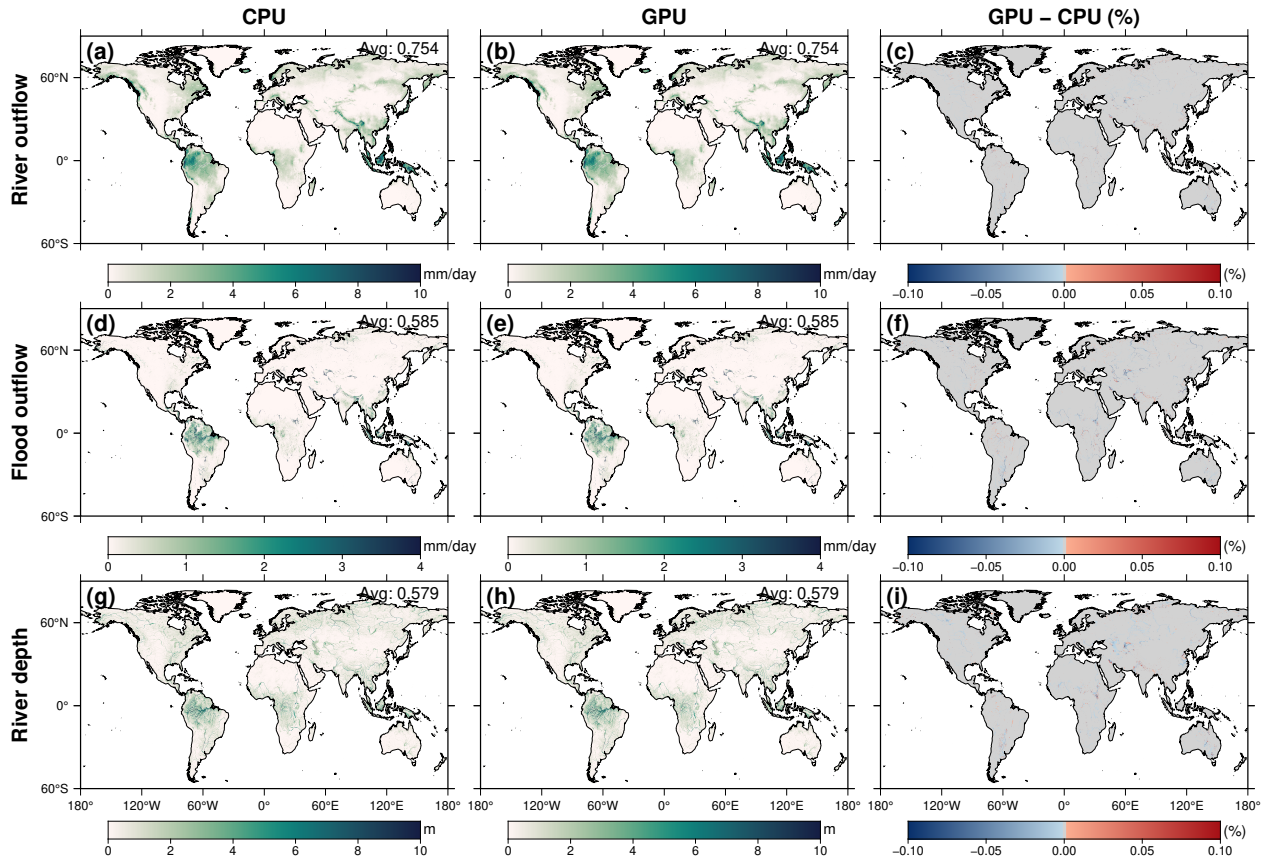 CPU GPU GPU − CPU (%)
River outflow
(a) Avg: 0.754 (b) Avg: 0.754 (c)
60°N
0°
60°S
0 2 4 6 8 10 mm/day 0 2 4 6 8 10 mm/day −0.10 −0.05 0.00 0.05 0.10 (%)
Flood outflow
(d) Avg: 0.585 (e) Avg: 0.585 (f)
60°N
0°
60°S
0 1 2 3 4 mm/day 0 1 2 3 4 mm/day −0.10 −0.05 0.00 0.05 0.10 (%)
River depth
(g) Avg: 0.579 (h) Avg: 0.579 (i)
60°N
0°
60°S
180° 120°W 60°W 0° 60°E 120°E 180° 180° 120°W 60°W 0° 60°E 120°E 180° 180° 120°W 60°W 0° 60°E 120°E 180°
0 2 4 6 8 10 m 0 2 4 6 8 10 m −0.10 −0.05 0.00 0.05 0.10 (%)